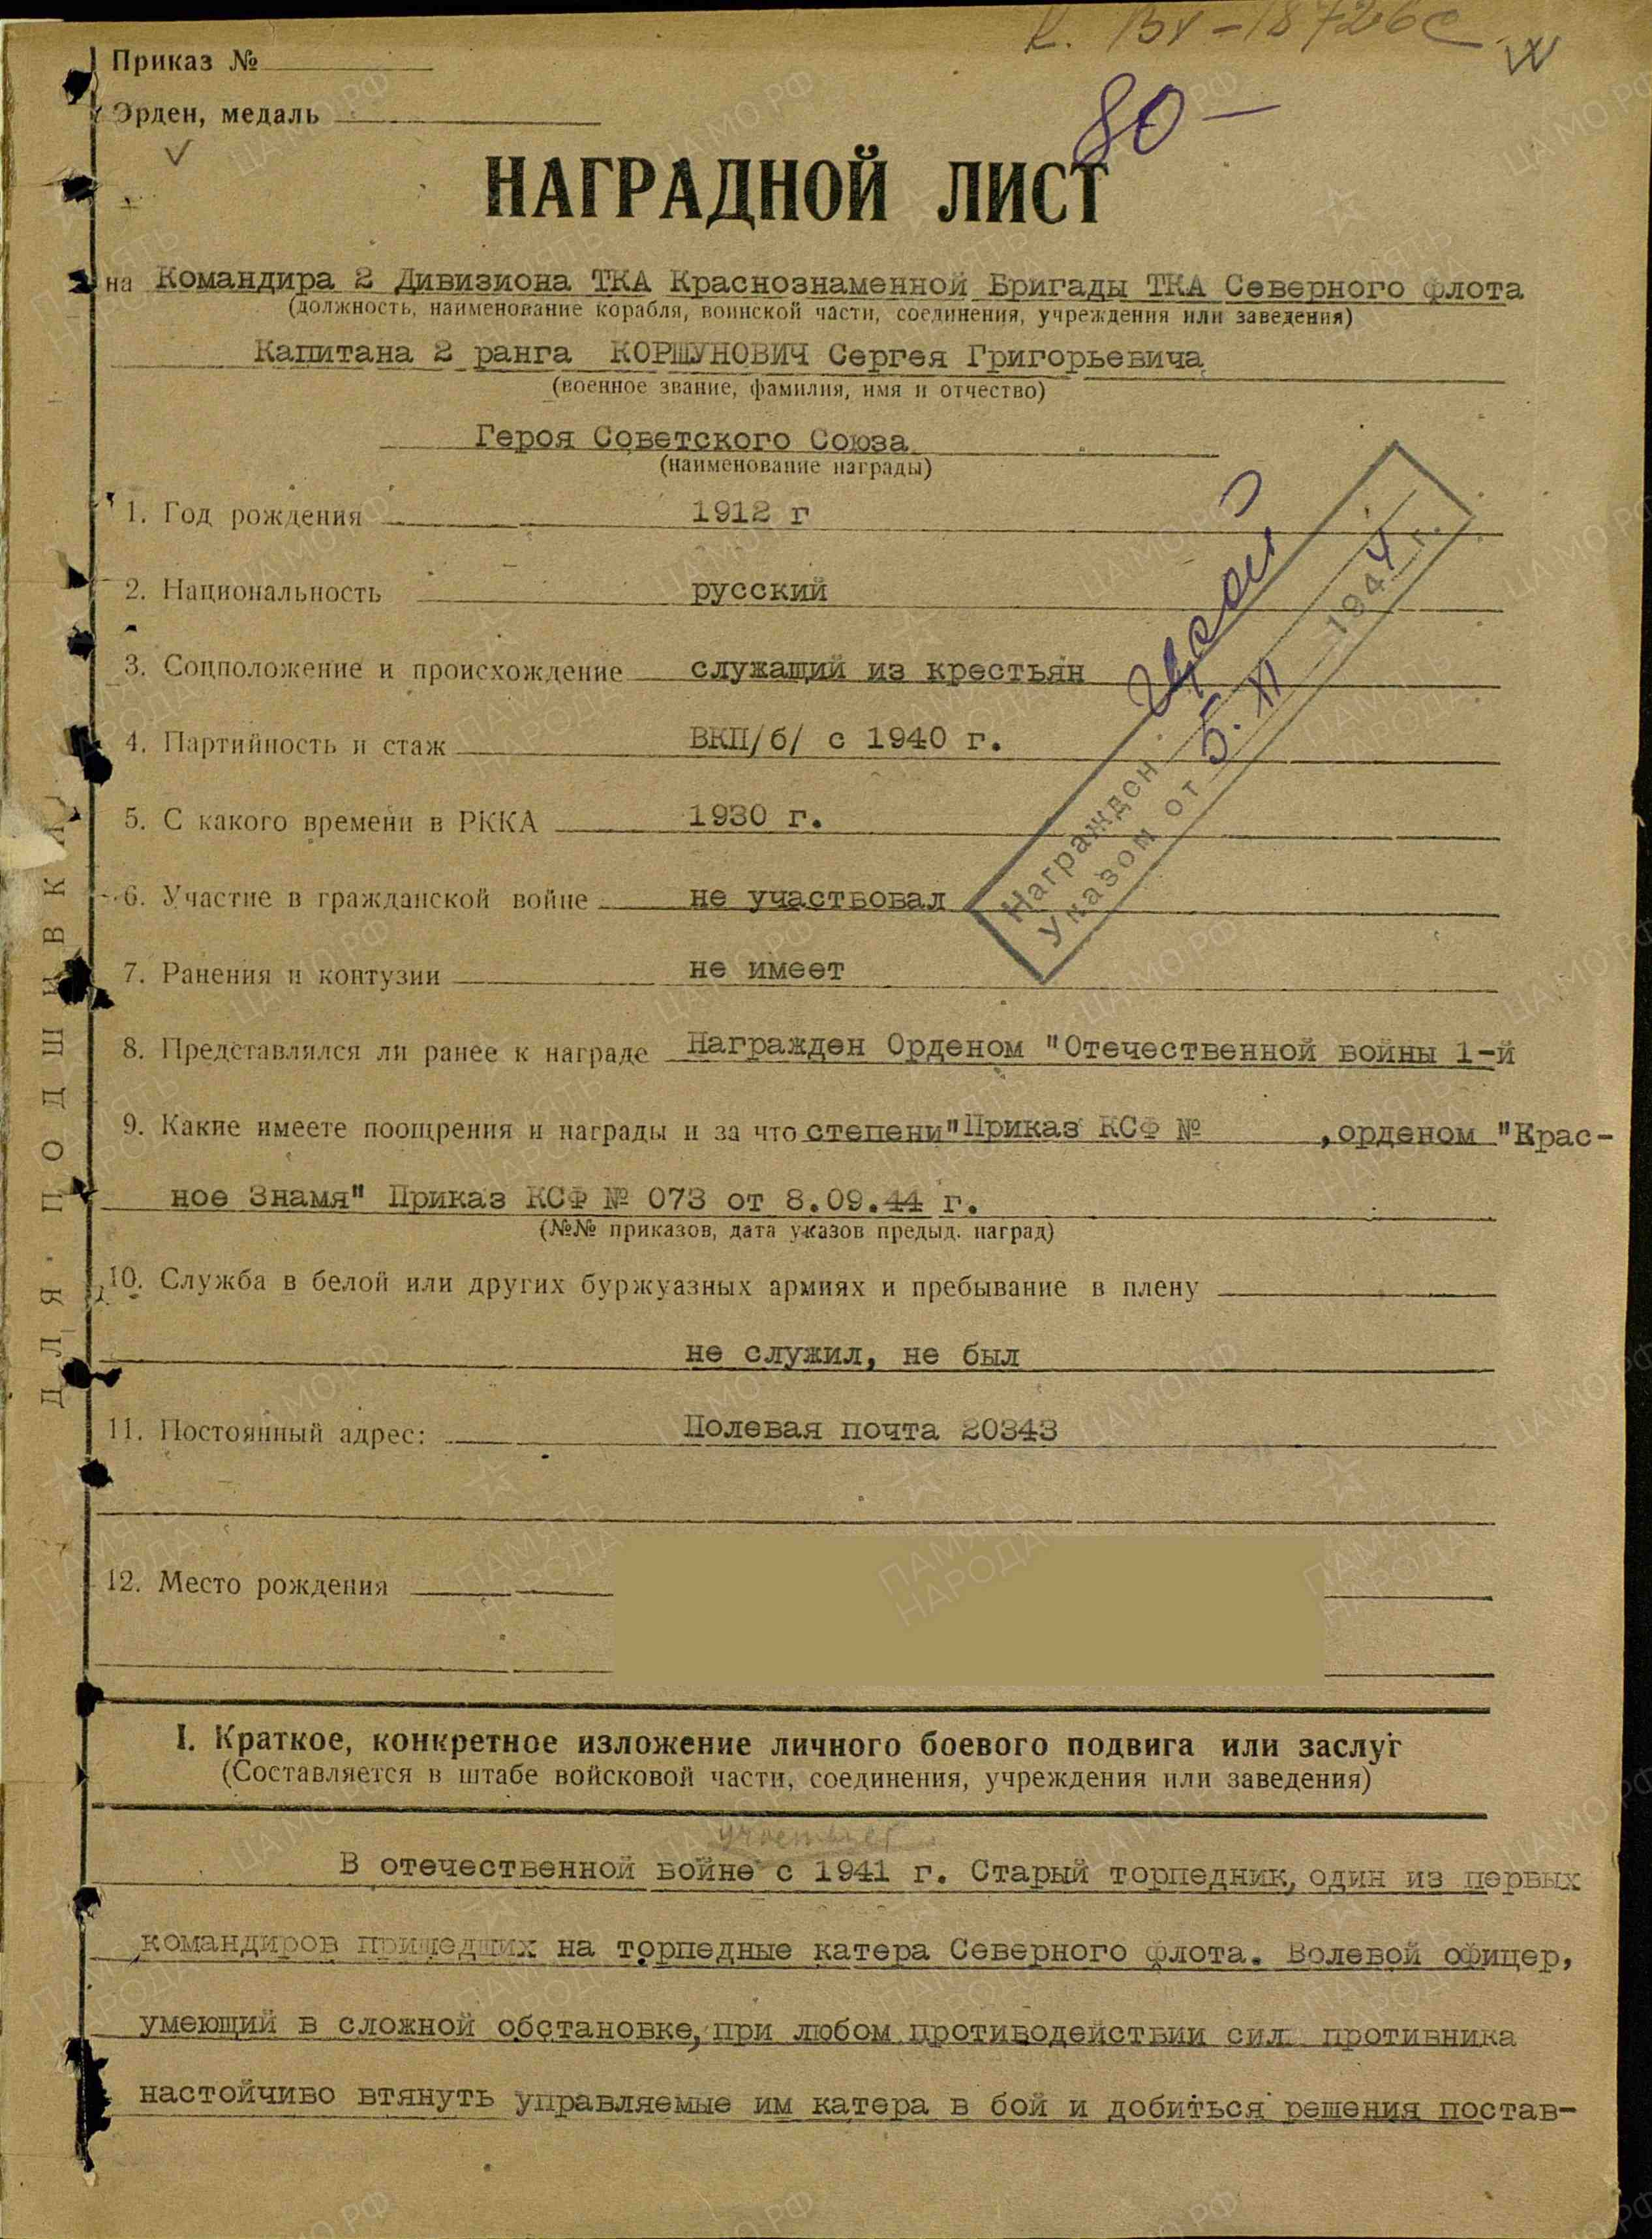 К. Вх-18726с
Приказ №
Орден, медаль
80-
НАГРАДНОЙ ЛИСТ
на Командира 2 Дивизиона ТКА Краснознаменной Бригады ТКА Северного флота
(должность, наименование корабля, воинской части, соединения, учреждения или заведения)
Капитана 2 ранга КОРШУНОВИЧ Сергея Григорьевича
(военное звание, фамилия, имя и отчество)
Героя Советского Союза
(наименование награды)
1. Год рождения 1912 г
2. Национальность русский
3. Соцположение и происхождение служащий из крестьян
4. Партийность и стаж ВКП/б/ с 1940 г.
5. С какого времени в РККА 1930 г.
6. Участие в гражданской войне не участвовал
7. Ранения и контузии не имеет
Награжден
Указом от 5. XI 1944 г.
8. Представлялся ли ранее к награде Награжден Орденом "Отечественной войны 1-й
9. Какие имеете поощрения и награды и за что степени" Приказ КСФ № , орденом "Крас-
ное Знамя" Приказ КСФ № 073 от 8.09.44 г.
(№№ приказов, дата указов предыд. наград)
10. Служба в белой или других буржуазных армиях и пребывание в плену
не служил, не был
11. Постоянный адрес: Полевая почта 20343
12. Место рождения
ДЛЯ ПОДШИВКИ
I. Краткое, конкретное изложение личного боевого подвига или заслуг
(Составляется в штабе войсковой части, соединения, учреждения или заведения)
участвует
В отечественной войне с 1941 г. Старый торпедник, один из первых
командиров пришедших на торпедные катера Северного флота. Волевой офицер,
умеющий в сложной обстановке, при любом противодействии сил противника
настойчиво втянуть управляемые им катера в бой и добиться решения постав-
ПАМЯТЬ НАРОДА
ЦАМО.РФ